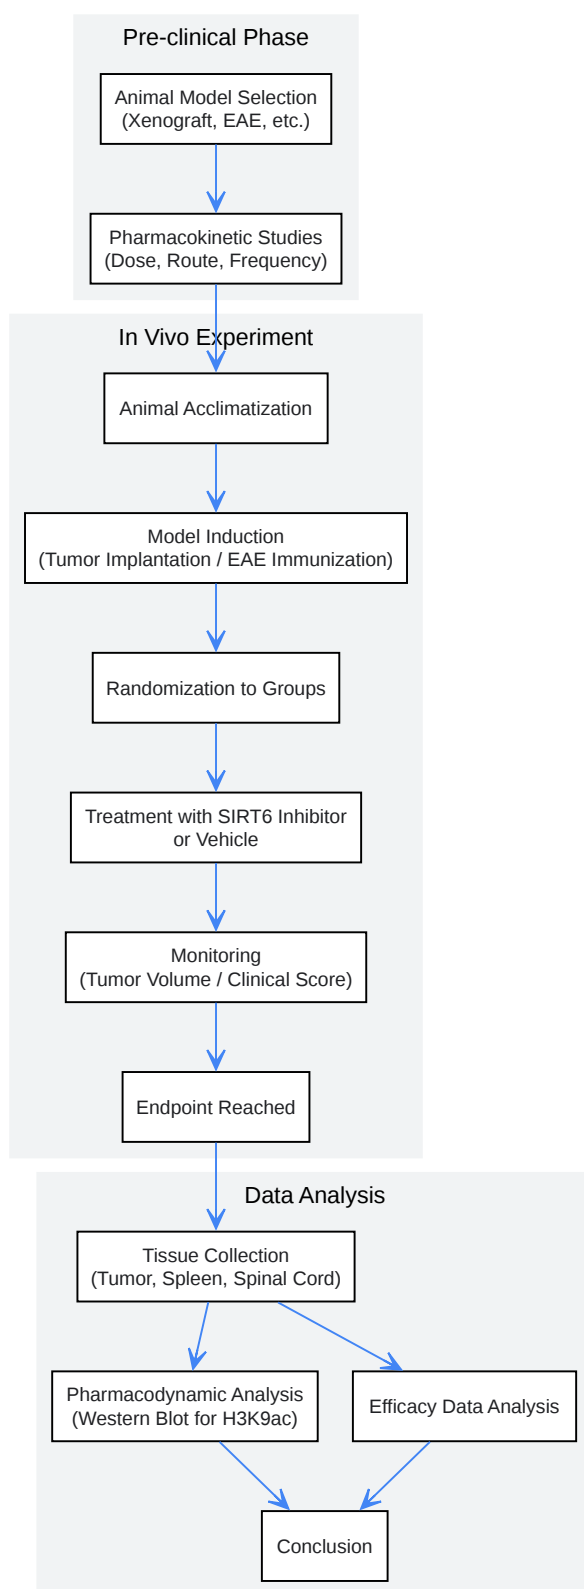 Pre-clinical Phase
Animal Model Selection
(Xenograft, EAE, etc.)
Pharmacokinetic Studies
(Dose, Route, Frequency)
In Vivo Experiment
Animal Acclimatization
Model Induction
(Tumor Implantation / EAE Immunization)
Randomization to Groups
Treatment with SIRT6 Inhibitor
or Vehicle
Monitoring
(Tumor Volume / Clinical Score)
Endpoint Reached
Data Analysis
Tissue Collection
(Tumor, Spleen, Spinal Cord)
Pharmacodynamic Analysis
(Western Blot for H3K9ac)
Efficacy Data Analysis
Conclusion